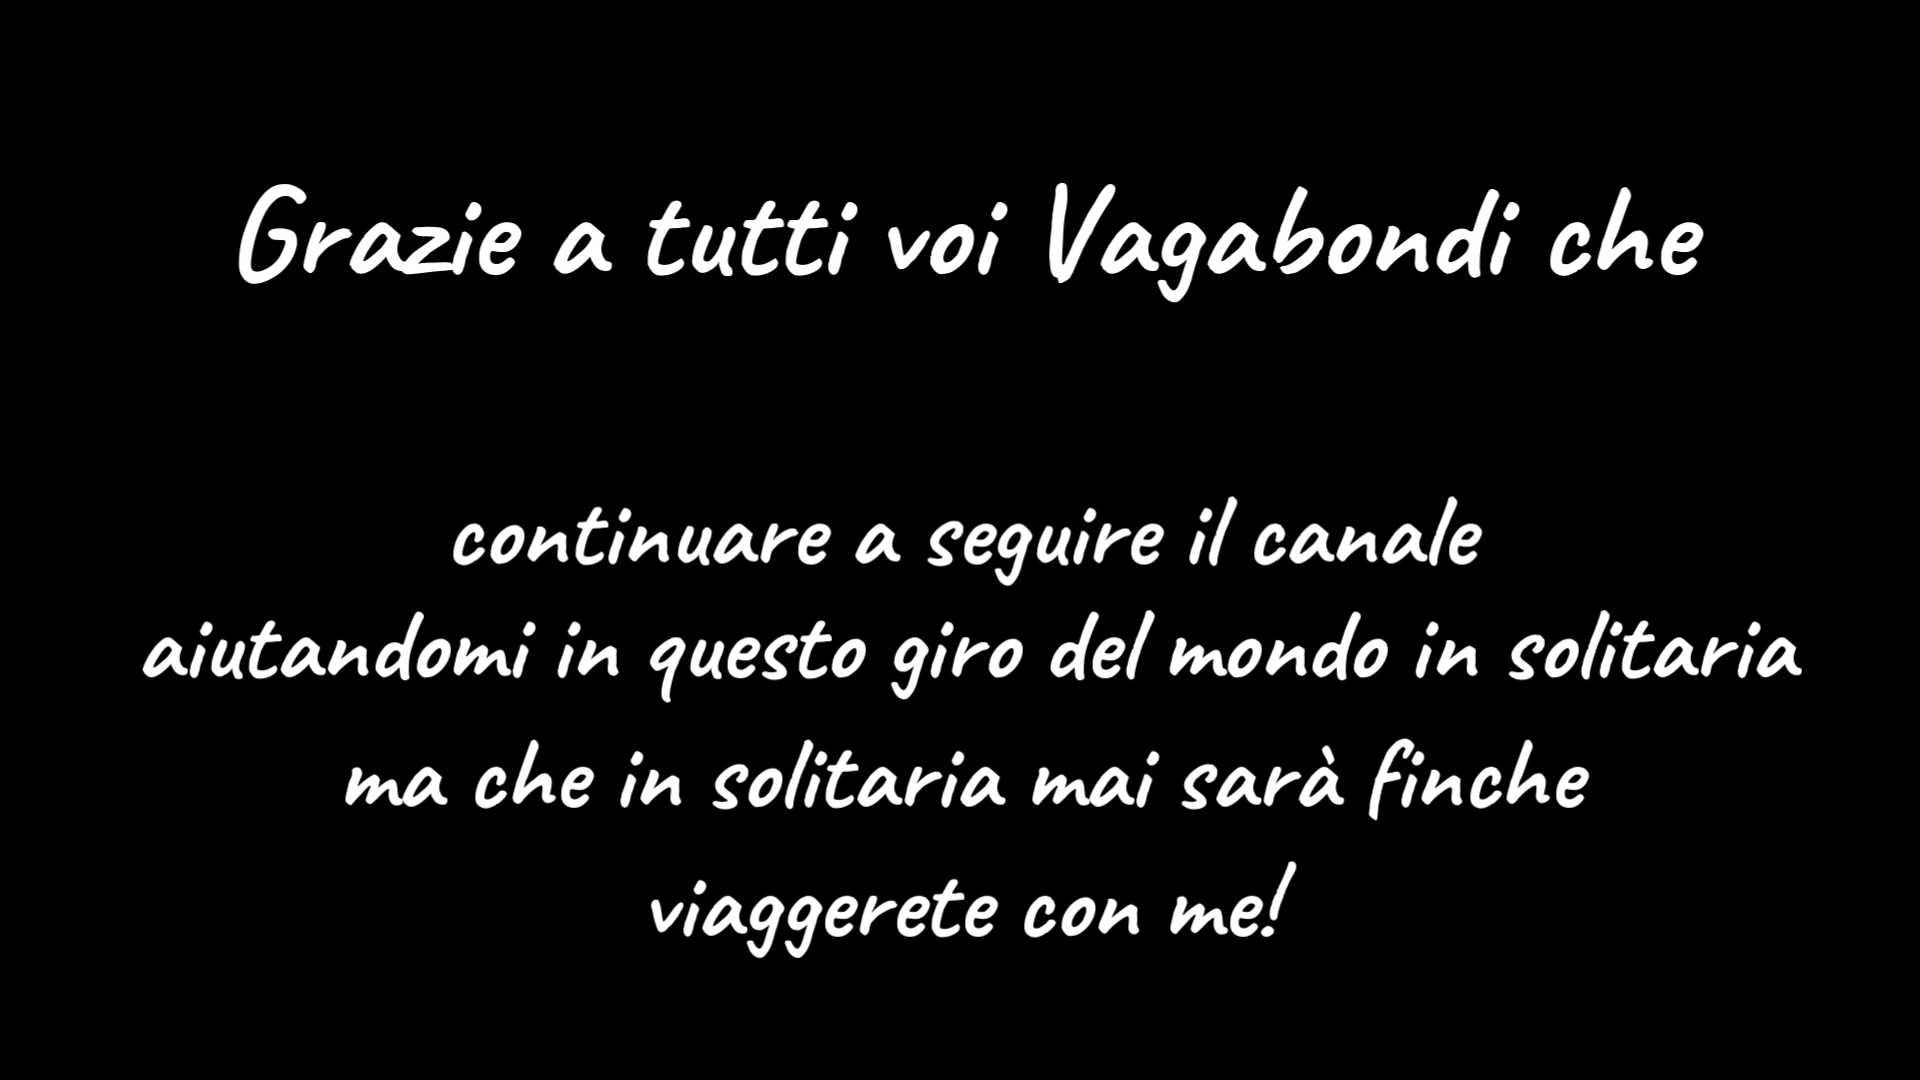 Grazie a tutti voi Vagabondi che
continuare a seguire il canale
aiutandomi in questo giro del mondo in solitaria
ma che in solitaria mai sarà finche
viaggerete con me!